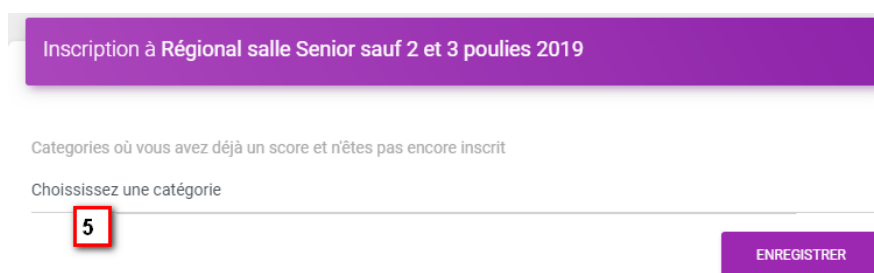 Inscription à Régional salle Senior sauf 2 et 3 poulies 2019
Categories où vous avez déjà un score et n'êtes pas encore inscrit
Choississez une catégorie
5
ENREGISTRER